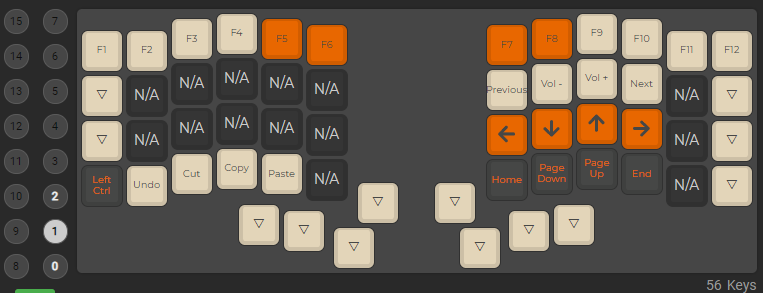 15 7
14 6
13 5
12 4
11 3
10 2
9 1
8 0
F1 F2 F3 F4 F5 F6 F7 F8 F9 F10 F11 F12
▽ N/A N/A N/A N/A N/A Previous Vol - Vol + Next N/A ▽
▽ N/A N/A N/A N/A N/A ← ↓ ↑ → N/A ▽
Left
Ctrl
Undo Cut Copy Paste N/A Home
Page
Down
Page
Up
End N/A ▽
▽ ▽ ▽ ▽ ▽ ▽ ▽ ▽
56 Keys